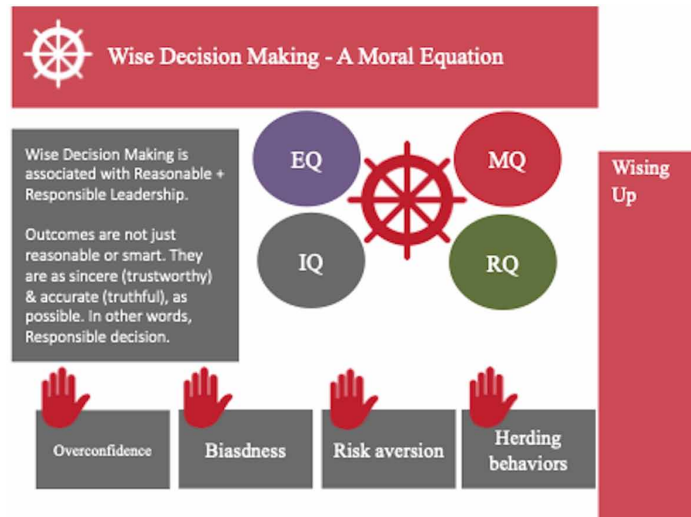 Wise Decision Making - A Moral Equation
Wise Decision Making is
associated with Reasonable +
Responsible Leadership.
Outcomes are not just
reasonable or smart. They
are as sincere (trustworthy)
& accurate (truthful), as
possible. In other words,
Responsible decision.
EQ
MQ
IQ
RQ
Wising
Up
Overconfidence
Biasdness
Risk aversion
Herding
behaviors